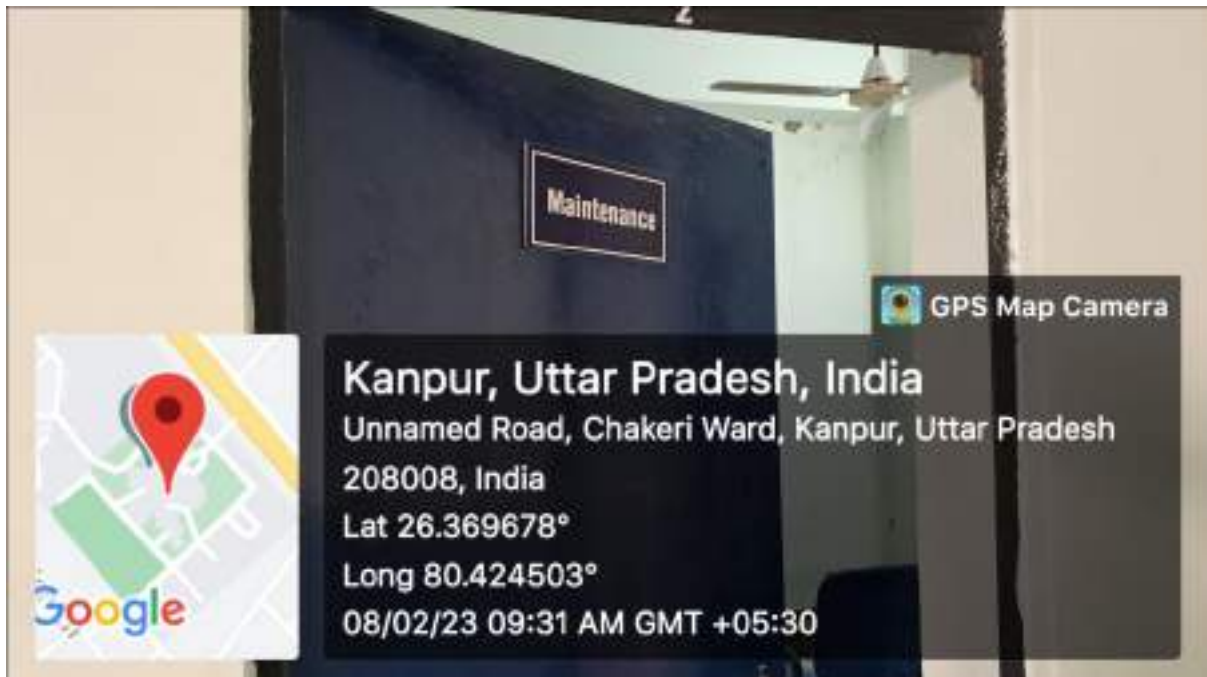 2
Maintenance
GPS Map Camera
Kanpur, Uttar Pradesh, India
Unnamed Road, Chakeri Ward, Kanpur, Uttar Pradesh
208008, India
Lat 26.369678°
Long 80.424503°
08/02/23 09:31 AM GMT +05:30
Google